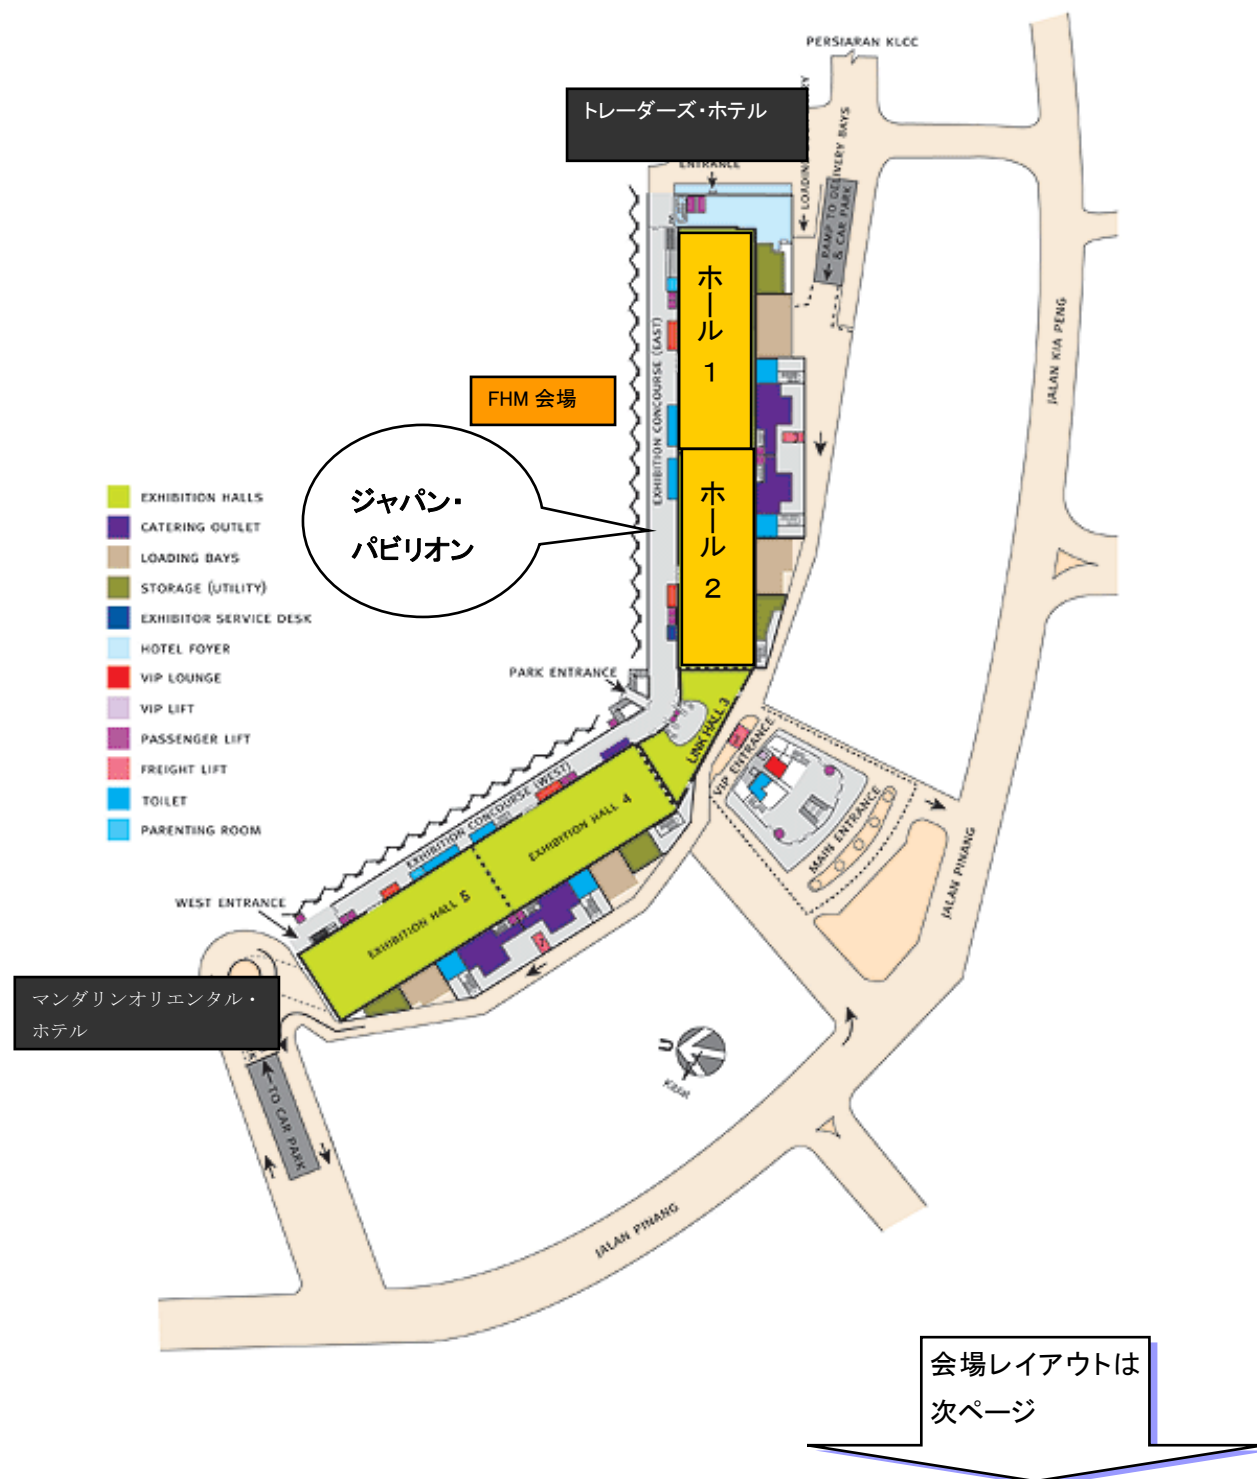 PERSIARAN KLCC
トレーダーズ・ホテル
ENTRANCE
LOADING
RAMP TO DELIVERY BAYS
& CAR PARK
ホール 1
EXHIBITION CONCOURSE (EAST)
JALAN KIA PENG
FHM 会場
ジャパン・
パビリオン
ホール 2
EXHIBITION HALLS
CATERING OUTLET
LOADING BAYS
STORAGE (UTILITY)
EXHIBITOR SERVICE DESK
HOTEL FOYER
VIP LOUNGE
VIP LIFT
PASSENGER LIFT
FREIGHT LIFT
TOILET
PARENTING ROOM
PARK ENTRANCE
LINK HALL 3
VIP ENTRANCE
MAIN ENTRANCE
EXHIBITION CONCOURSE (WEST)
EXHIBITION HALL 4
EXHIBITION HALL 5
WEST ENTRANCE
JALAN PINANG
マンダリンオリエンタル・
ホテル
U
Kiblat
TO CAR PARK
JALAN PINANG
会場レイアウトは
次ページ